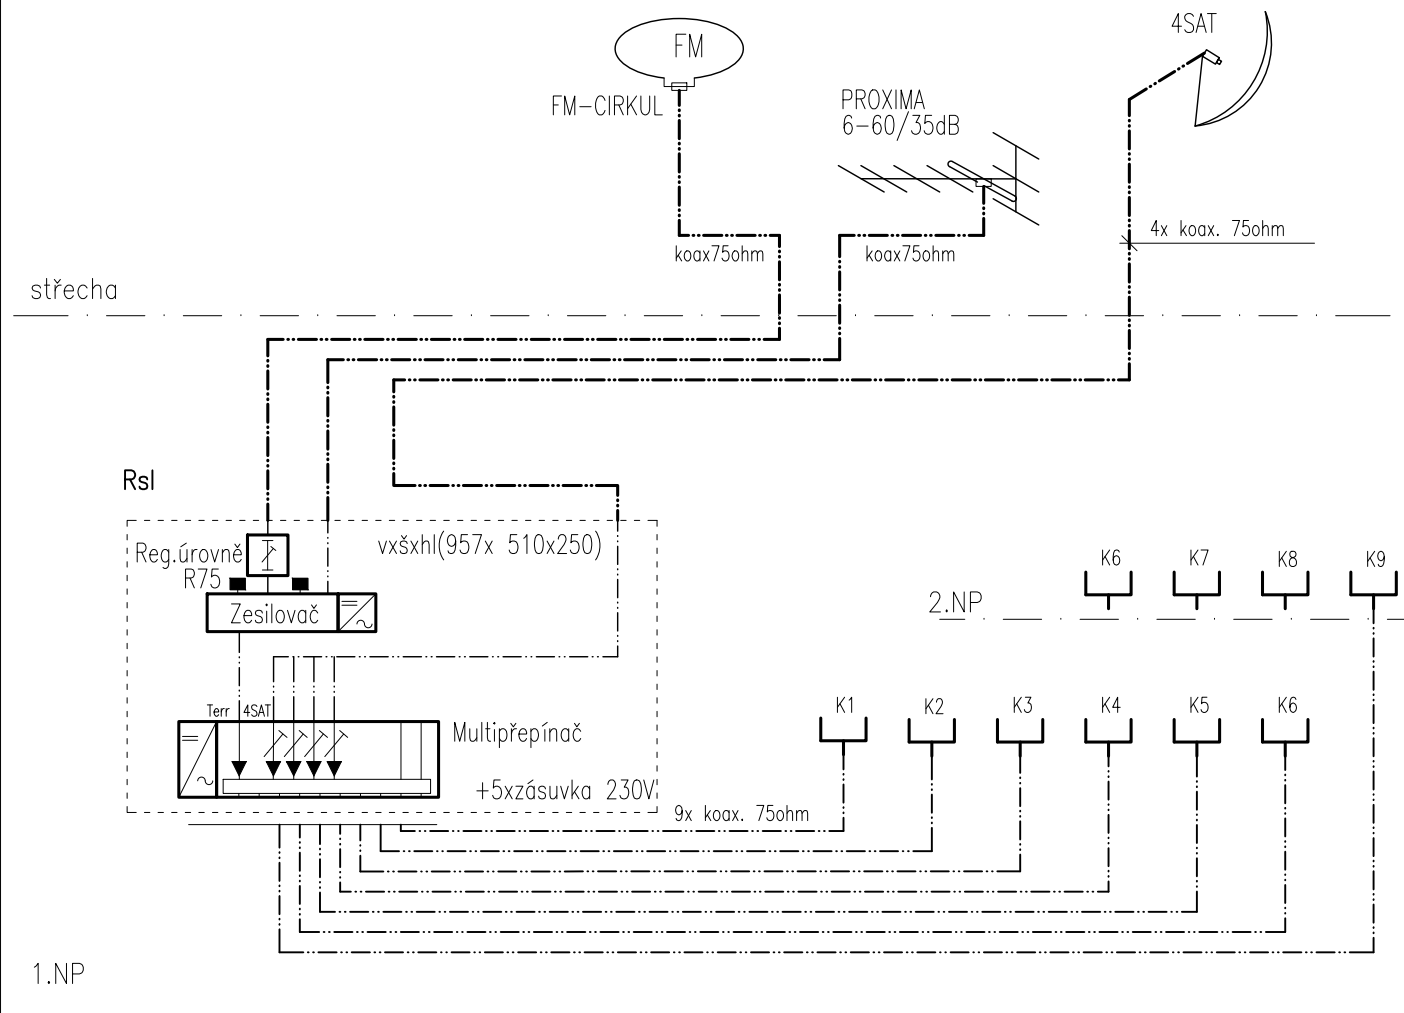 4SAT
FM
FM-CIRKUL
PROXIMA
6-60/35dB
koax75ohm
koax75ohm
4x koax. 75ohm
střecha
Rsl
Reg.úrovně
vxšxhl(957x 510x250)
R75
Zesilovač
K6
K7
K8
K9
2.NP
Terr
4SAT
Multipřepínač
+5xzásuvka 230V
K1
K2
K3
K4
K5
K6
9x koax. 75ohm
1.NP